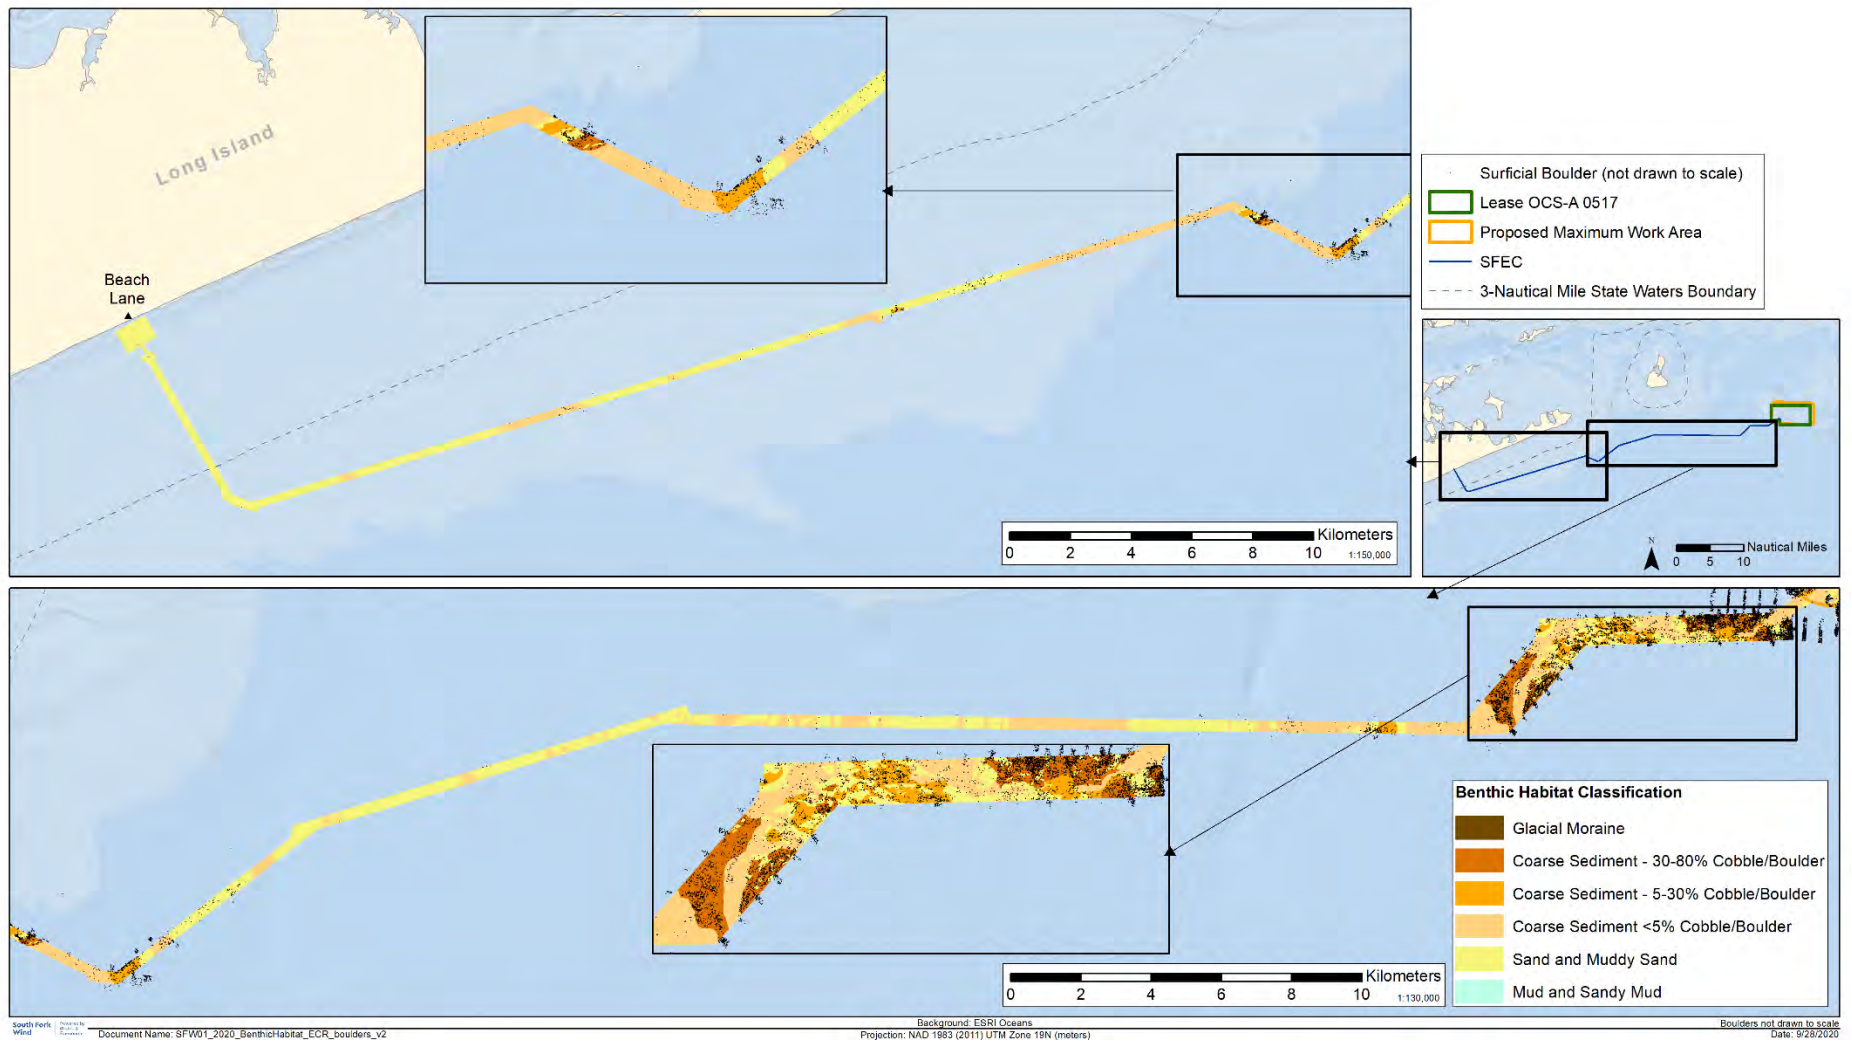 Long Island
Beach
Lane
Kilometers
0 2 4 6 8 10
1:150,000
Surficial Boulder (not drawn to scale)
Lease OCS-A 0517
Proposed Maximum Work Area
SFEC
3-Nautical Mile State Waters Boundary
N
Nautical Miles
0 5 10
Benthic Habitat Classification
Glacial Moraine
Coarse Sediment - 30-80% Cobble/Boulder
Coarse Sediment - 5-30% Cobble/Boulder
Coarse Sediment <5% Cobble/Boulder
Sand and Muddy Sand
Mud and Sandy Mud
Kilometers
0 2 4 6 8 10
1:130,000
South Fork
Wind
Powered by
Document Name: SFW01_2020_BenthicHabitat_ECR_boulders_v2
Background: ESRI Oceans
Projection: NAD 1983 (2011) UTM Zone 19N (meters)
Boulders not drawn to scale
Date: 9/28/2020